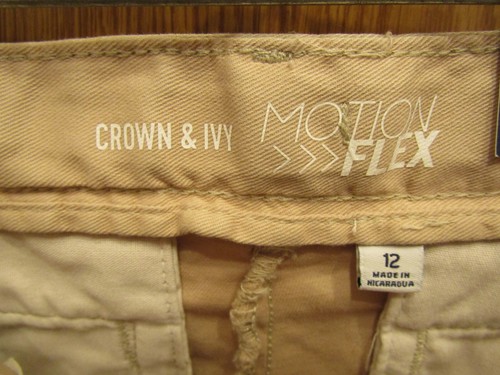 CROWN & IVY
MOTION
>>>FLEX
12
MADE IN
NICARAGUA